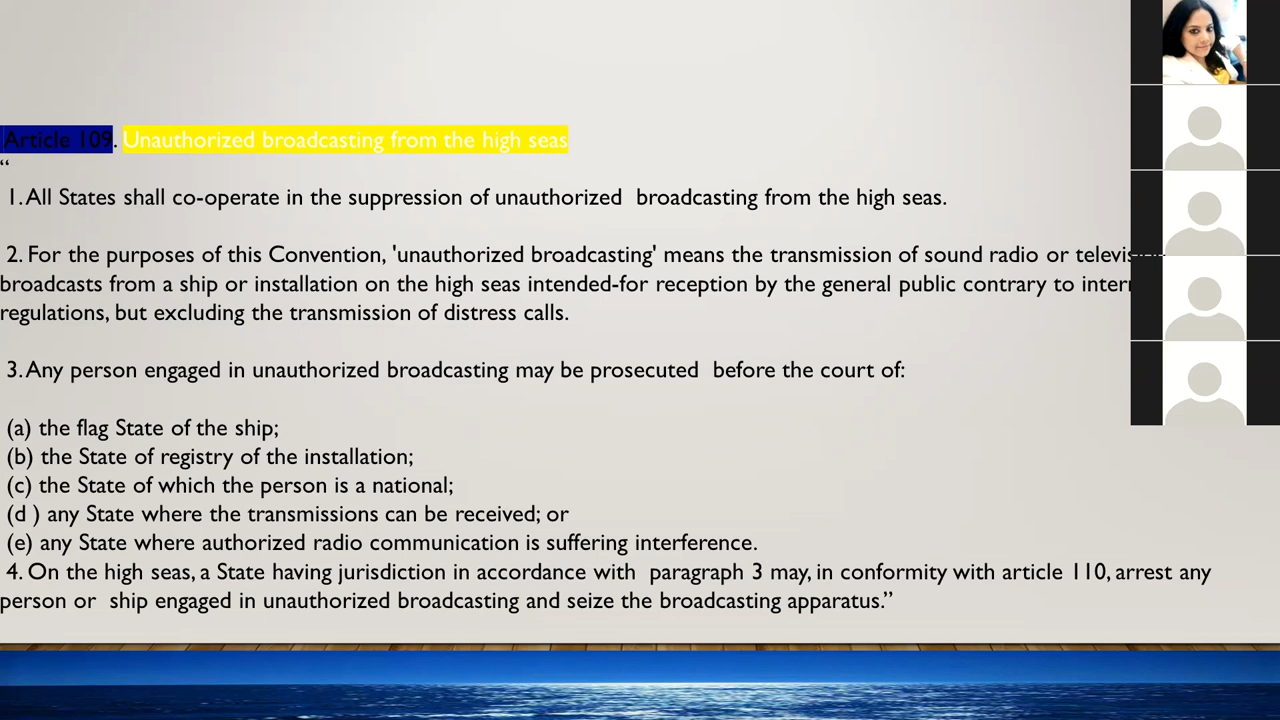 Article 109. Unauthorized broadcasting from the high seas
“
1. All States shall co-operate in the suppression of unauthorized broadcasting from the high seas.
2. For the purposes of this Convention, 'unauthorized broadcasting' means the transmission of sound radio or
broadcasts from a ship or installation on the high seas intended-for reception by the general public contrary to
regulations, but excluding the transmission of distress calls.
3. Any person engaged in unauthorized broadcasting may be prosecuted before the court of:
(a) the flag State of the ship;
(b) the State of registry of the installation;
(c) the State of which the person is a national;
(d ) any State where the transmissions can be received; or
(e) any State where authorized radio communication is suffering interference.
4. On the high seas, a State having jurisdiction in accordance with paragraph 3 may, in conformity with article 110, arrest any
person or ship engaged in unauthorized broadcasting and seize the broadcasting apparatus.”